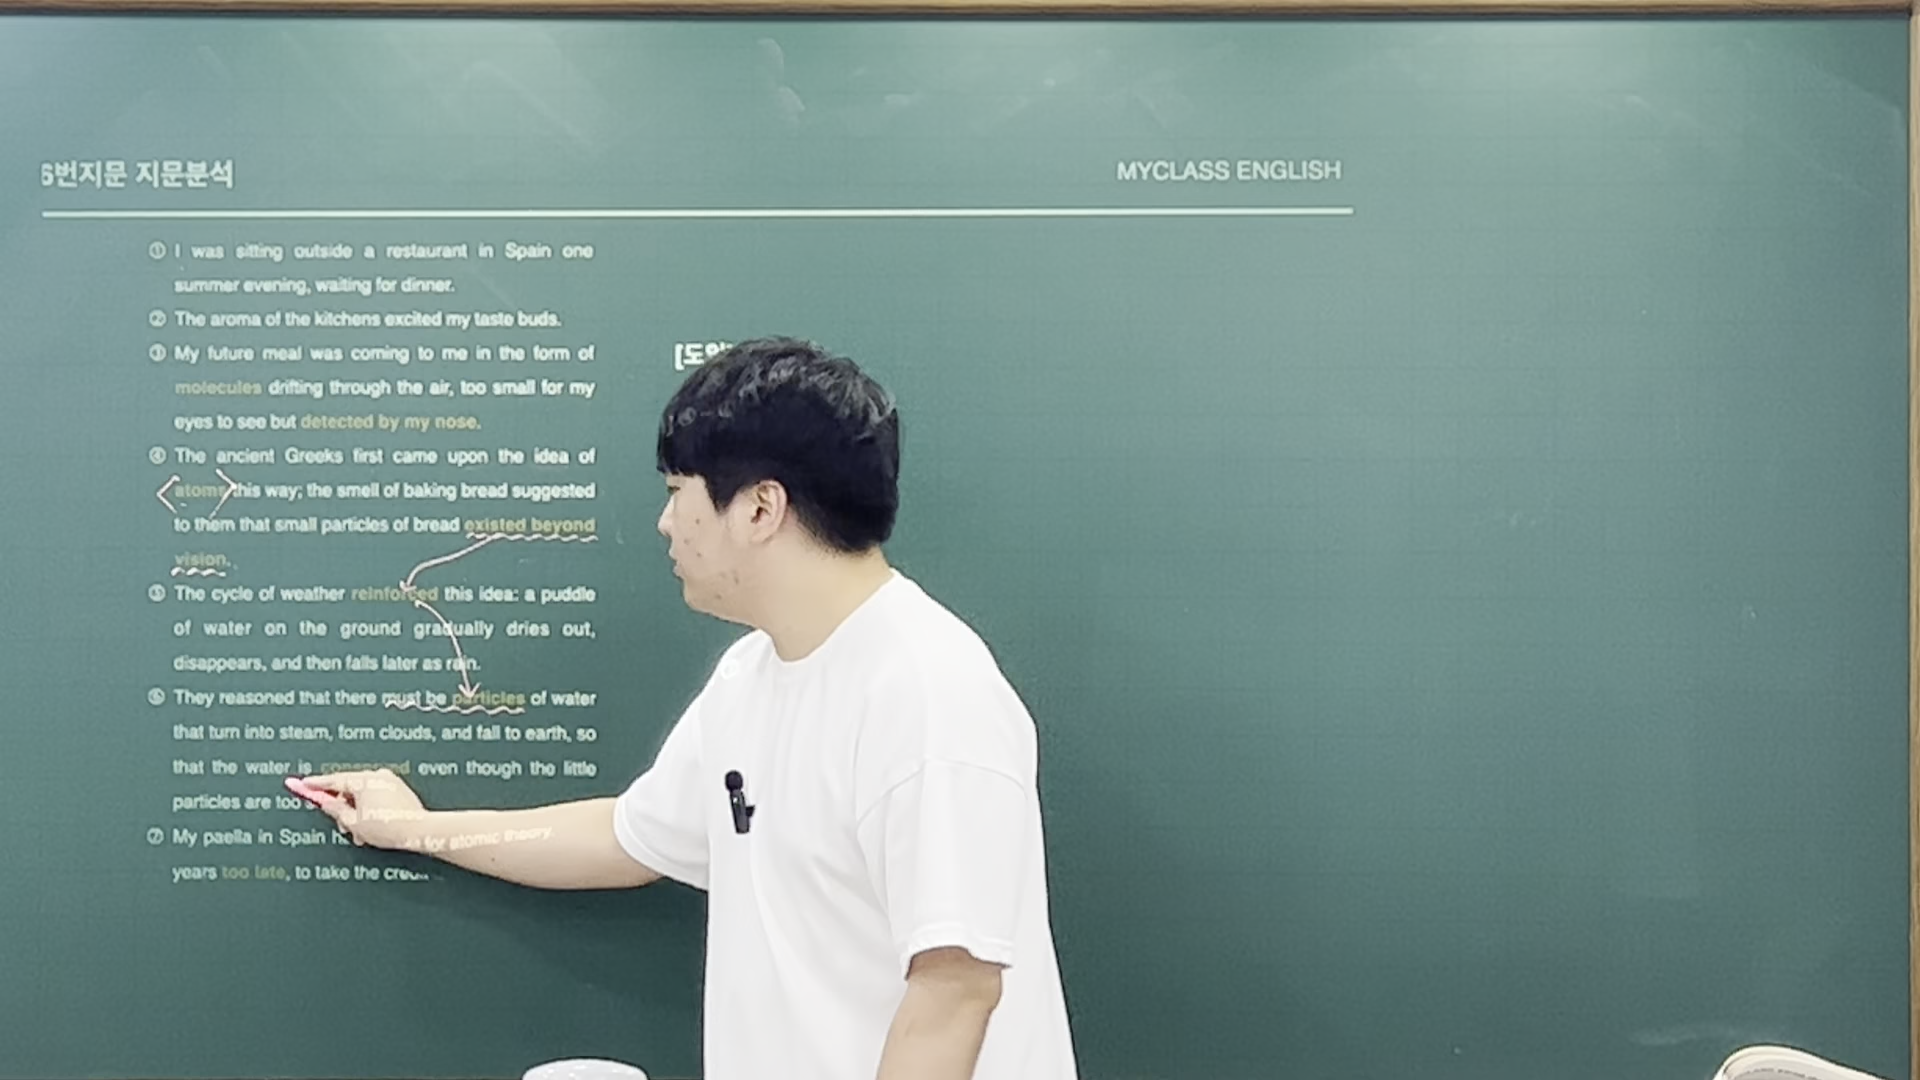 6번지문 지문분석
MYCLASS ENGLISH
① I was sitting outside a restaurant in Spain one
summer evening, waiting for dinner.
② The aroma of the kitchens excited my taste buds.
③ My future meal was coming to me in the form of
molecules drifting through the air, too small for my
eyes to see but detected by my nose.
④ The ancient Greeks first came upon the idea of
atoms this way; the smell of baking bread suggested
to them that small particles of bread existed beyond
vision.
⑤ The cycle of weather reinforced this idea: a puddle
of water on the ground gradually dries out,
disappears, and then falls later as rain.
⑥ They reasoned that there must be particles of water
that turn into steam, form clouds, and fall to earth, so
that the water is conserved even though the little
particles are too
⑦ My paella in Spain inspired for atomic theory.
years too late, to take the
[도입